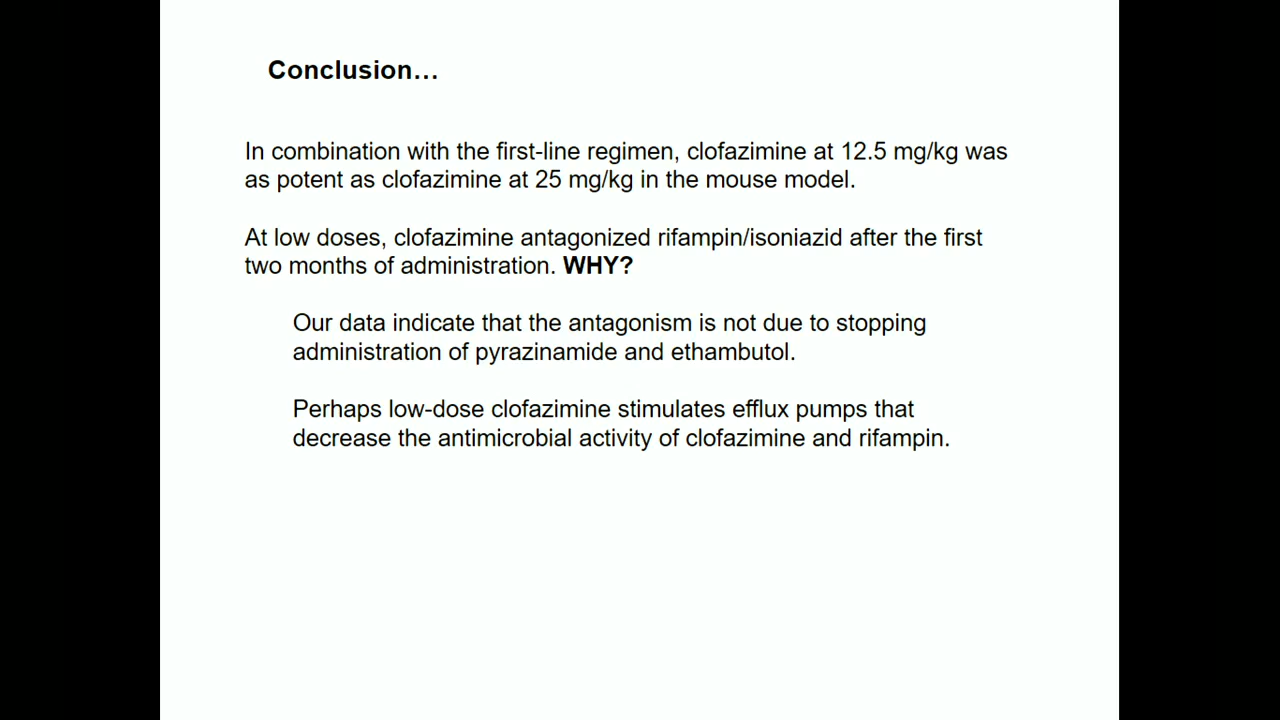 Conclusion…
In combination with the first-line regimen, clofazimine at 12.5 mg/kg was
as potent as clofazimine at 25 mg/kg in the mouse model.
At low doses, clofazimine antagonized rifampin/isoniazid after the first
two months of administration. WHY?
Our data indicate that the antagonism is not due to stopping
administration of pyrazinamide and ethambutol.
Perhaps low-dose clofazimine stimulates efflux pumps that
decrease the antimicrobial activity of clofazimine and rifampin.